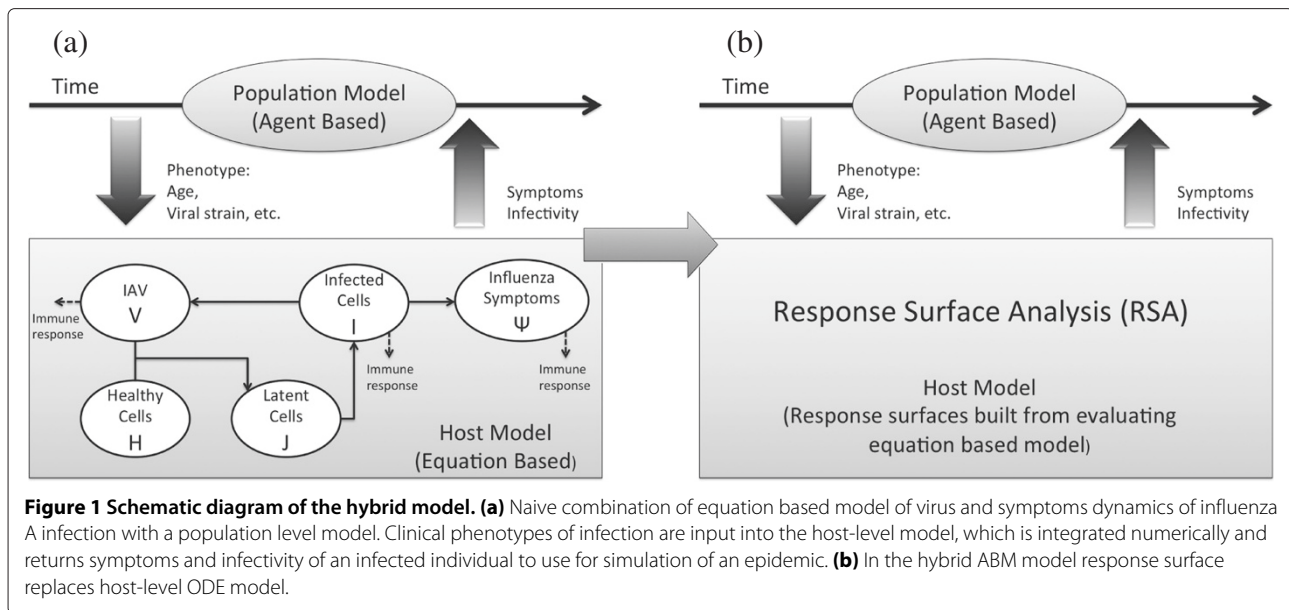 (a)
Time
Population Model
(Agent Based)
Phenotype:
Age,
Viral strain, etc.
Symptoms
Infectivity
IAV
V
Immune
response
Infected
Cells
I
Immune
response
Influenza
Symptoms
Ψ
Immune
response
Healthy
Cells
H
Latent
Cells
J
Host Model
(Equation Based)
(b)
Time
Population Model
(Agent Based)
Phenotype:
Age,
Viral strain, etc.
Symptoms
Infectivity
Response Surface Analysis (RSA)
Host Model
(Response surfaces built from evaluating
equation based model)
Figure 1 Schematic diagram of the hybrid model. (a) Naive combination of equation based model of virus and symptoms dynamics of influenza
A infection with a population level model. Clinical phenotypes of infection are input into the host-level model, which is integrated numerically and
returns symptoms and infectivity of an infected individual to use for simulation of an epidemic. (b) In the hybrid ABM model response surface
replaces host-level ODE model.